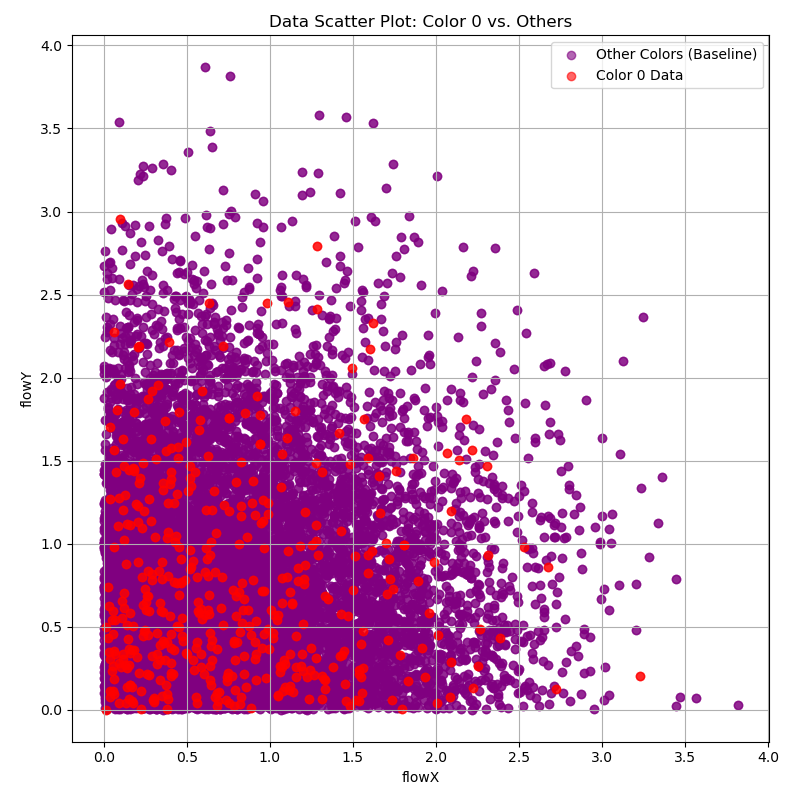 Data Scatter Plot: Color 0 vs. Others
Other Colors (Baseline)
Color 0 Data
4.0
3.5
3.0
2.5
2.0
1.5
1.0
0.5
0.0
flowY
0.0 0.5 1.0 1.5 2.0 2.5 3.0 3.5 4.0
flowX